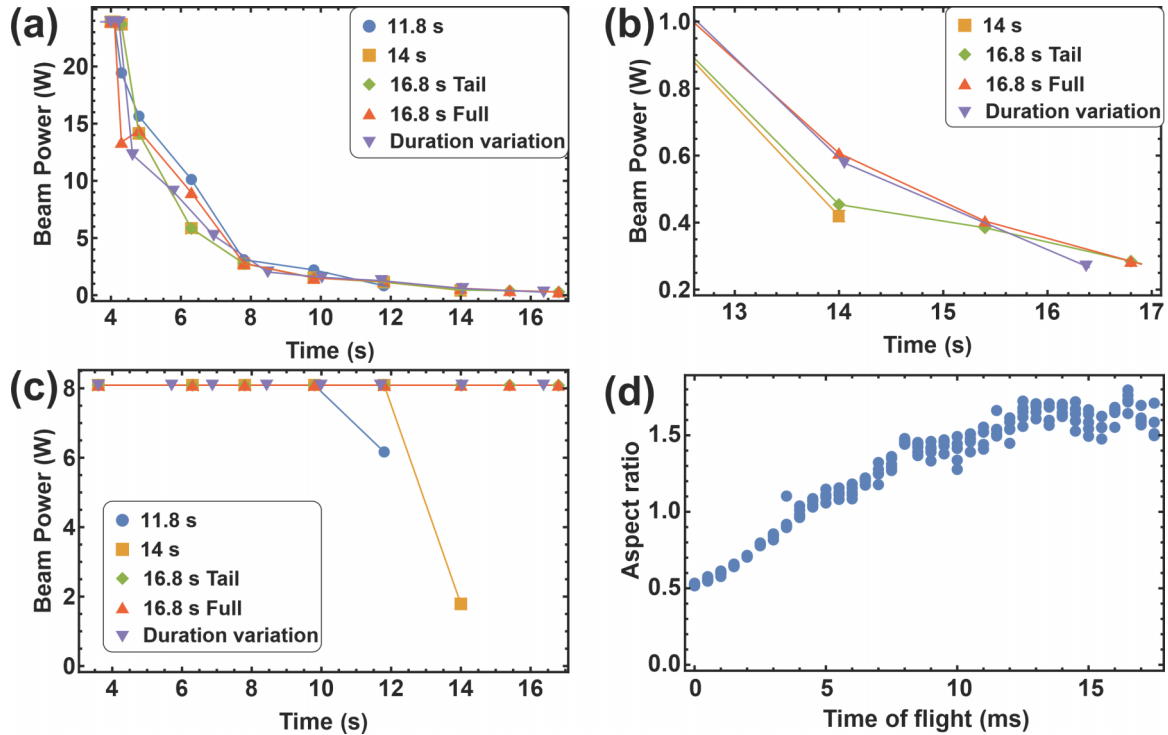 (a)
11.8 s
14 s
16.8 s Tail
16.8 s Full
Duration variation
Beam Power (W)
20
15
10
5
0
4 6 8 10 12 14 16
Time (s)
(b)
14 s
16.8 s Tail
16.8 s Full
Duration variation
Beam Power (W)
1.0
0.8
0.6
0.4
0.2
13 14 15 16 17
Time (s)
(c)
11.8 s
14 s
16.8 s Tail
16.8 s Full
Duration variation
Beam Power (W)
8
6
4
2
0
4 6 8 10 12 14 16
Time (s)
(d)
Aspect ratio
1.5
1.0
0.5
0.0
0 5 10 15
Time of flight (ms)